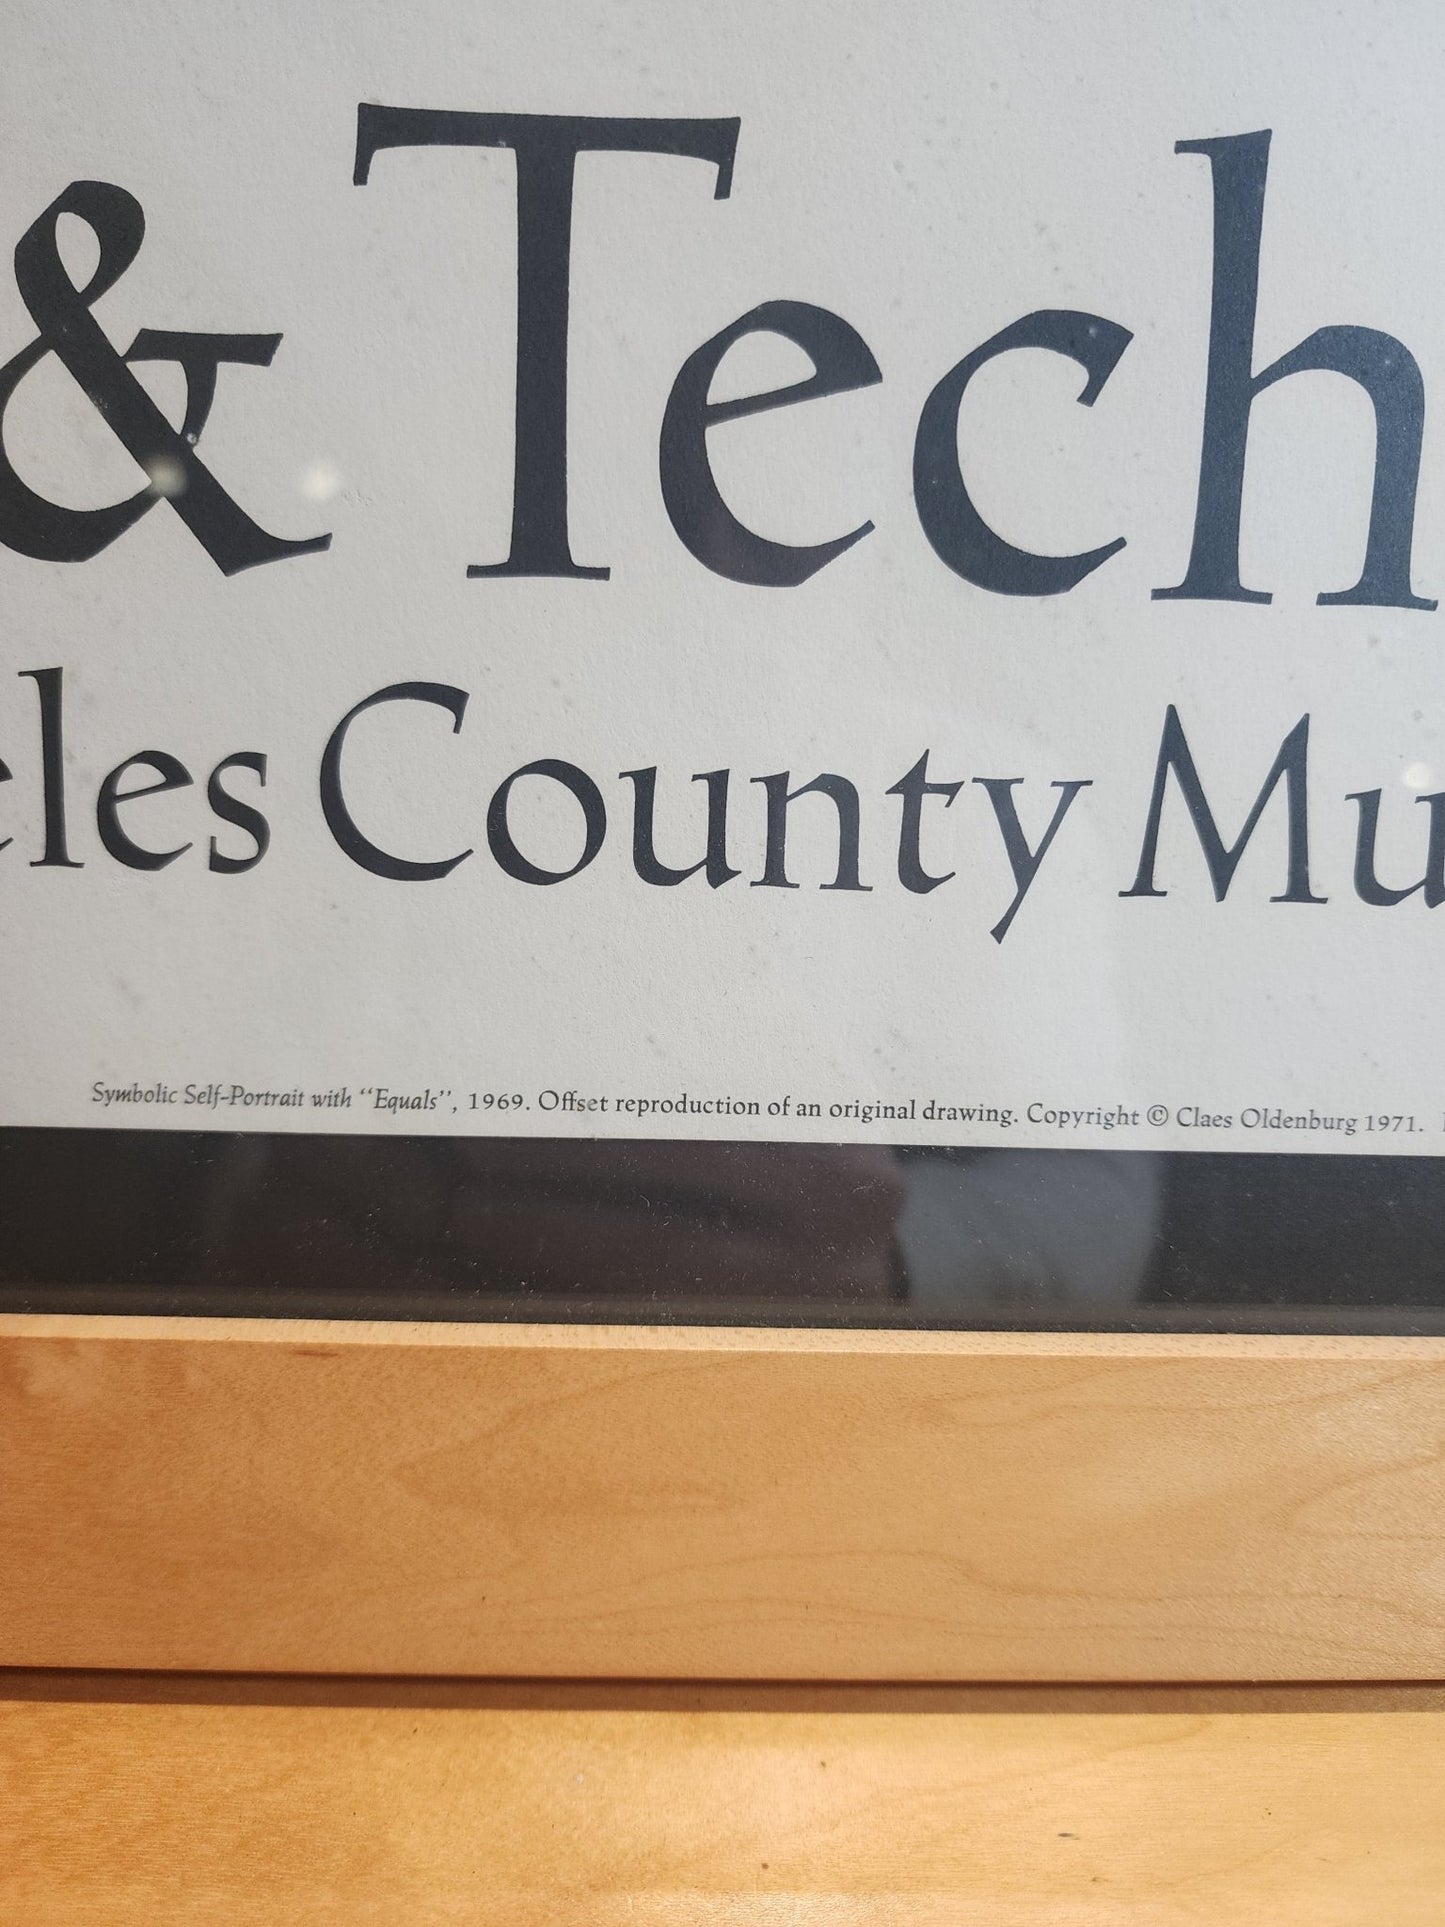 & Tech
eles County Mu
Symbolic Self-Portrait with “Equals”, 1969. Offset reproduction of an original drawing. Copyright © Claes Oldenburg 1971.